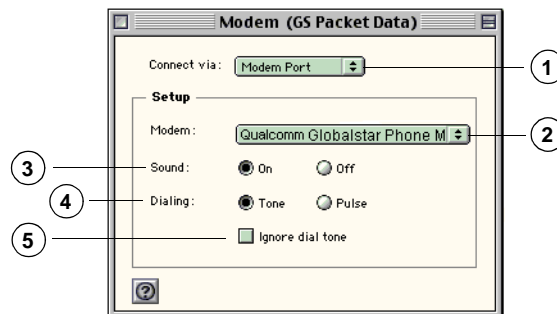 Modem (GS Packet Data)
Connect via: Modem Port
1
Setup
Modem: Qualcomm Globalstar Phone M
2
3
Sound: On Off
4
Dialing: Tone Pulse
5
Ignore dial tone
?